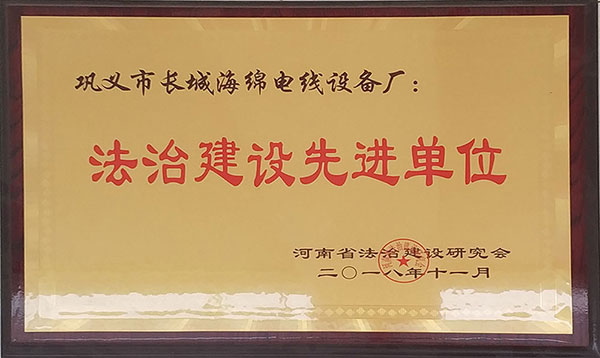 巩义市长城海绵电线设备厂：
法治建设先进单位
河南省法治建设研究会
二〇一八年十一月